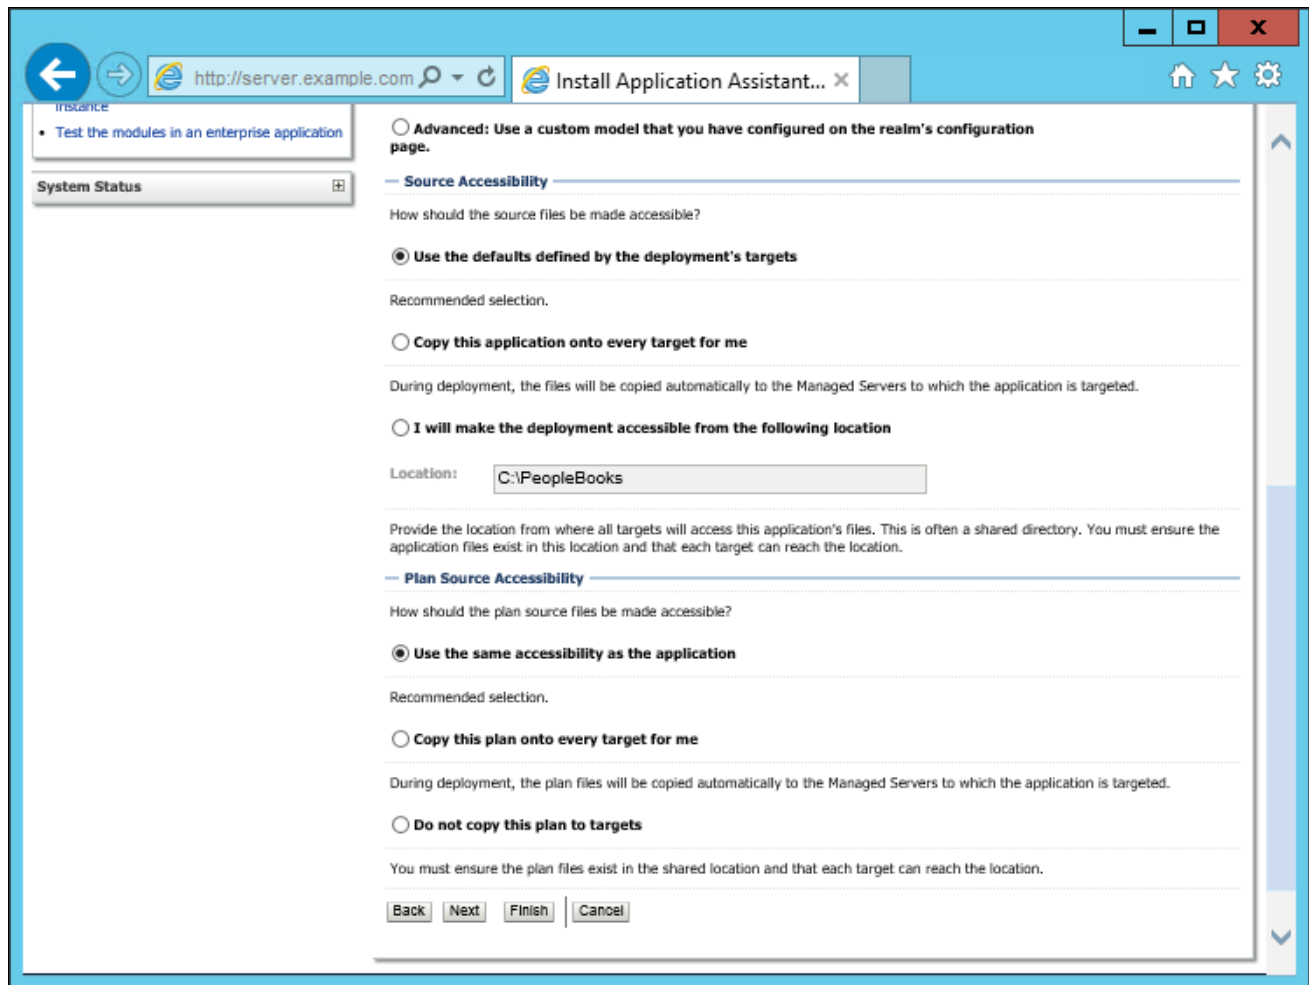 X
http://server.example.com
Install Application Assistant...
instance
Test the modules in an enterprise application
System Status
Advanced: Use a custom model that you have configured on the realm's configuration
page.
Source Accessibility
How should the source files be made accessible?
Use the defaults defined by the deployment's targets
Recommended selection.
Copy this application onto every target for me
During deployment, the files will be copied automatically to the Managed Servers to which the application is targeted.
I will make the deployment accessible from the following location
Location: C:\PeopleBooks
Provide the location from where all targets will access this application's files. This is often a shared directory. You must ensure the
application files exist in this location and that each target can reach the location.
Plan Source Accessibility
How should the plan source files be made accessible?
Use the same accessibility as the application
Recommended selection.
Copy this plan onto every target for me
During deployment, the plan files will be copied automatically to the Managed Servers to which the application is targeted.
Do not copy this plan to targets
You must ensure the plan files exist in the shared location and that each target can reach the location.
Back Next Finish Cancel